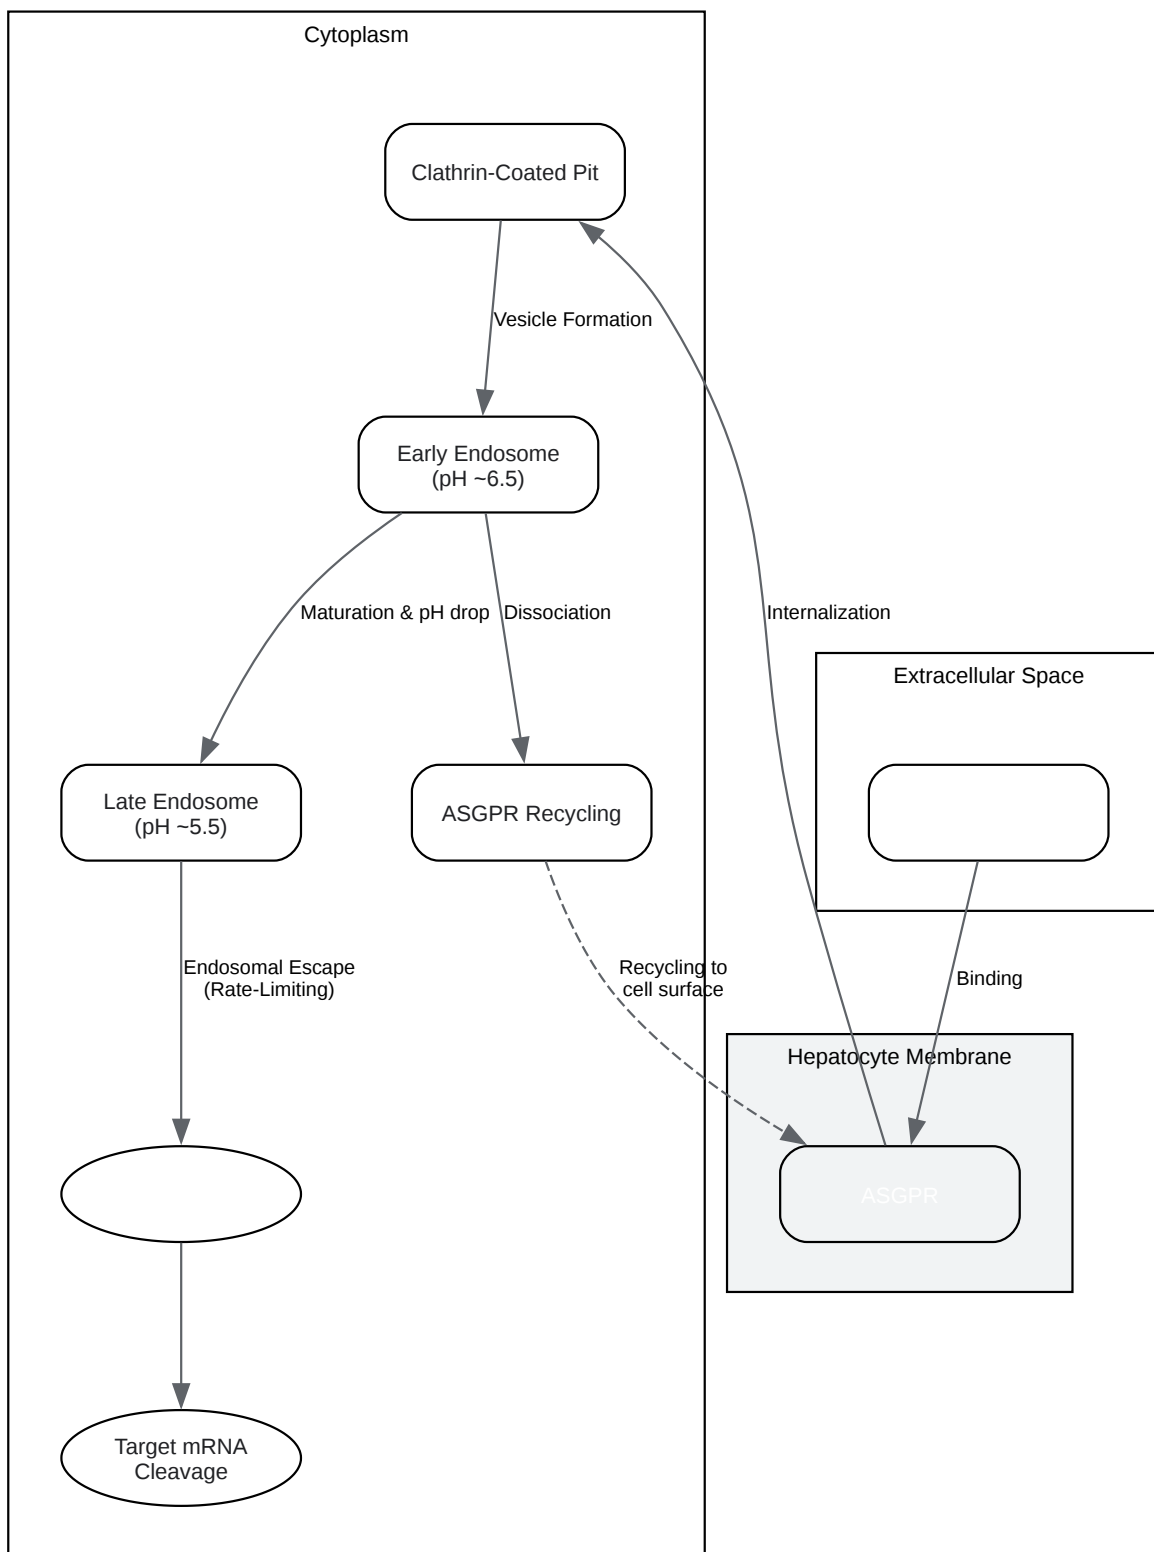 Cytoplasm
Clathrin-Coated Pit
Vesicle Formation
Early Endosome
(pH ~6.5)
Maturation & pH drop
Dissociation
Internalization
Extracellular Space
Late Endosome
(pH ~5.5)
ASGPR Recycling
Endosomal Escape
(Rate-Limiting)
Recycling to
cell surface
Binding
Hepatocyte Membrane
ASGPR
Target mRNA
Cleavage